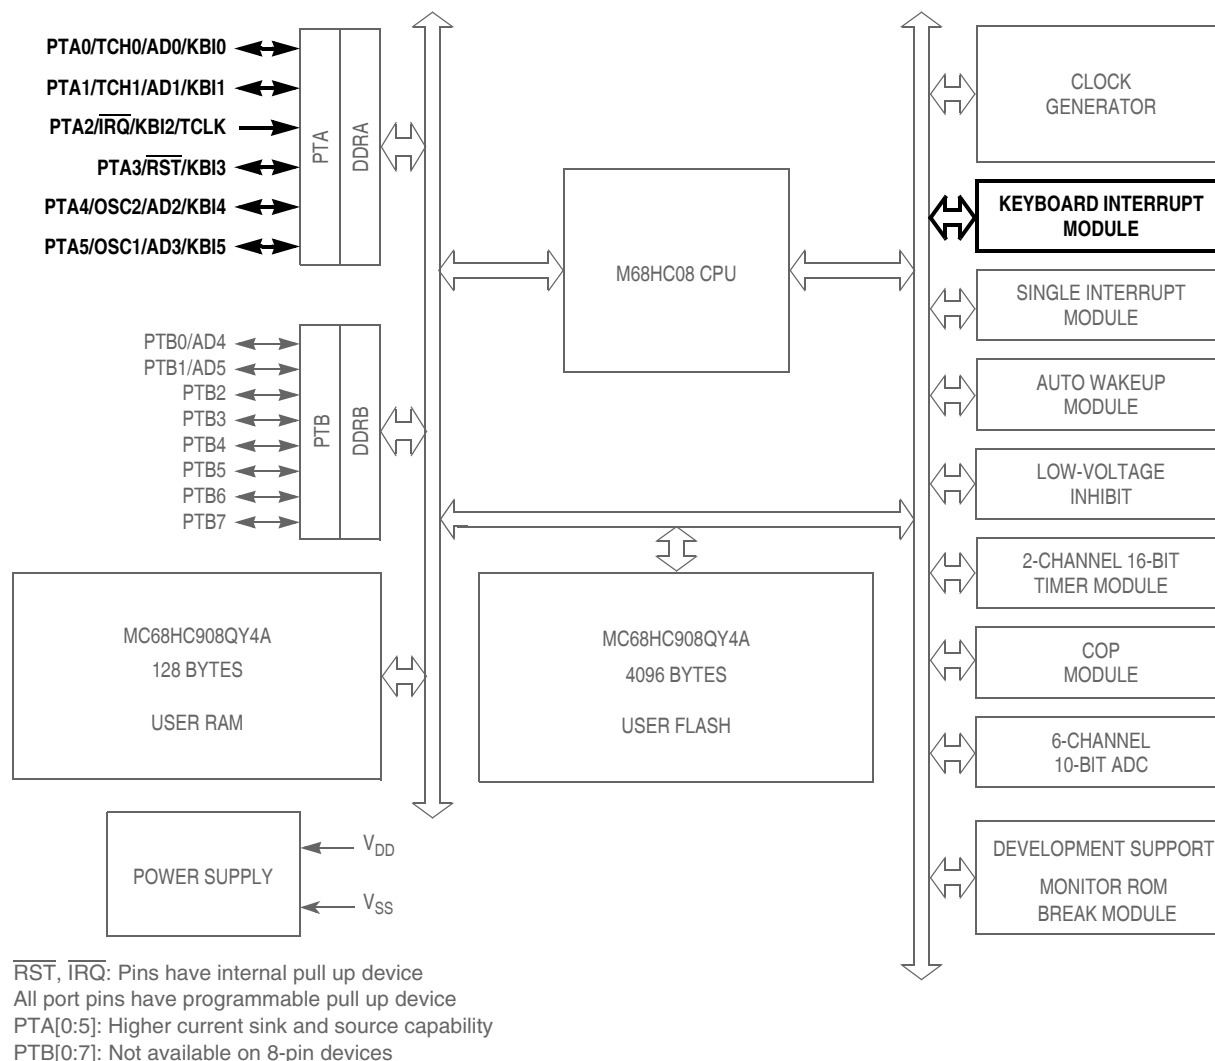 PTA0/TCH0/AD0/KBI0
PTA1/TCH1/AD1/KBI1
PTA2/IRQ/KBI2/TCLK
PTA3/RST/KBI3
PTA4/OSC2/AD2/KBI4
PTA5/OSC1/AD3/KBI5
PTA
DDRA
PTB0/AD4
PTB1/AD5
PTB2
PTB3
PTB4
PTB5
PTB6
PTB7
PTB
DDRB
M68HC08 CPU
MC68HC908QY4A
128 BYTES
USER RAM
MC68HC908QY4A
4096 BYTES
USER FLASH
POWER SUPPLY
VDD
VSS
CLOCK
GENERATOR
KEYBOARD INTERRUPT
MODULE
SINGLE INTERRUPT
MODULE
AUTO WAKEUP
MODULE
LOW-VOLTAGE
INHIBIT
2-CHANNEL 16-BIT
TIMER MODULE
COP
MODULE
6-CHANNEL
10-BIT ADC
DEVELOPMENT SUPPORT
MONITOR ROM
BREAK MODULE
RST, IRQ: Pins have internal pull up device
All port pins have programmable pull up device
PTA[0:5]: Higher current sink and source capability
PTB[0:7]: Not available on 8-pin devices